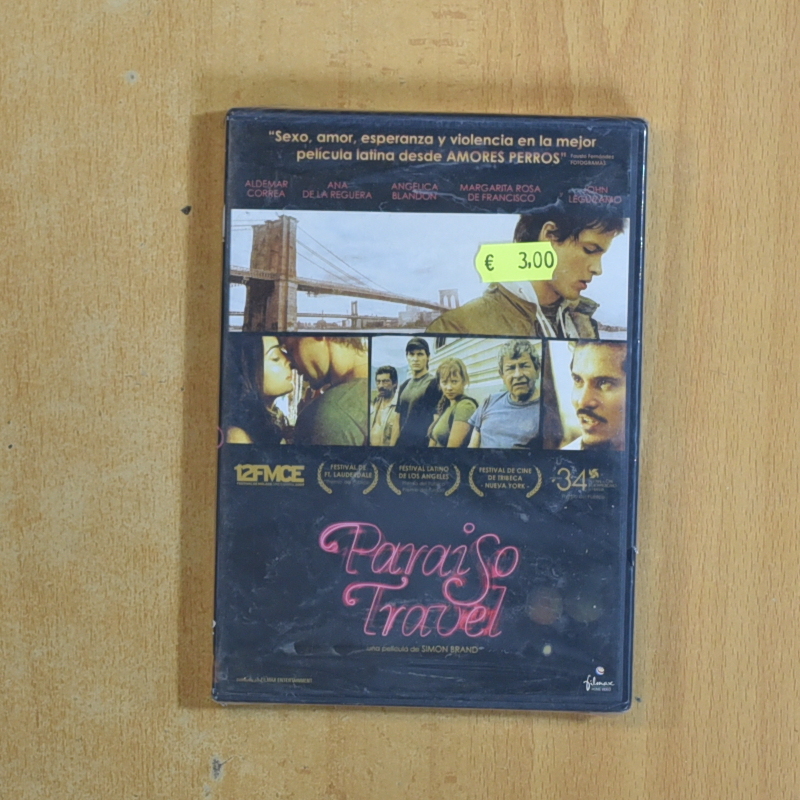 "Sexo, amor, esperanza y violencia en la mejor
película latina desde AMORES PERROS"
FOTOGRAMAS
ALDEMAR CORREA
ANA DE LA REGUERA
ANGELICA BLANDON
MARGARITA ROSA DE FRANCISCO
JOHN LEGUIZAMO
€ 3,00
12FMCE
FESTIVAL DE FT. LAUDERDALE
FESTIVAL LATINO DE LOS ANGELES
FESTIVAL DE CINE DE TRIBECA - NUEVA YORK -
34
Paraiso
Travel
una película de SIMON BRAND
filmax